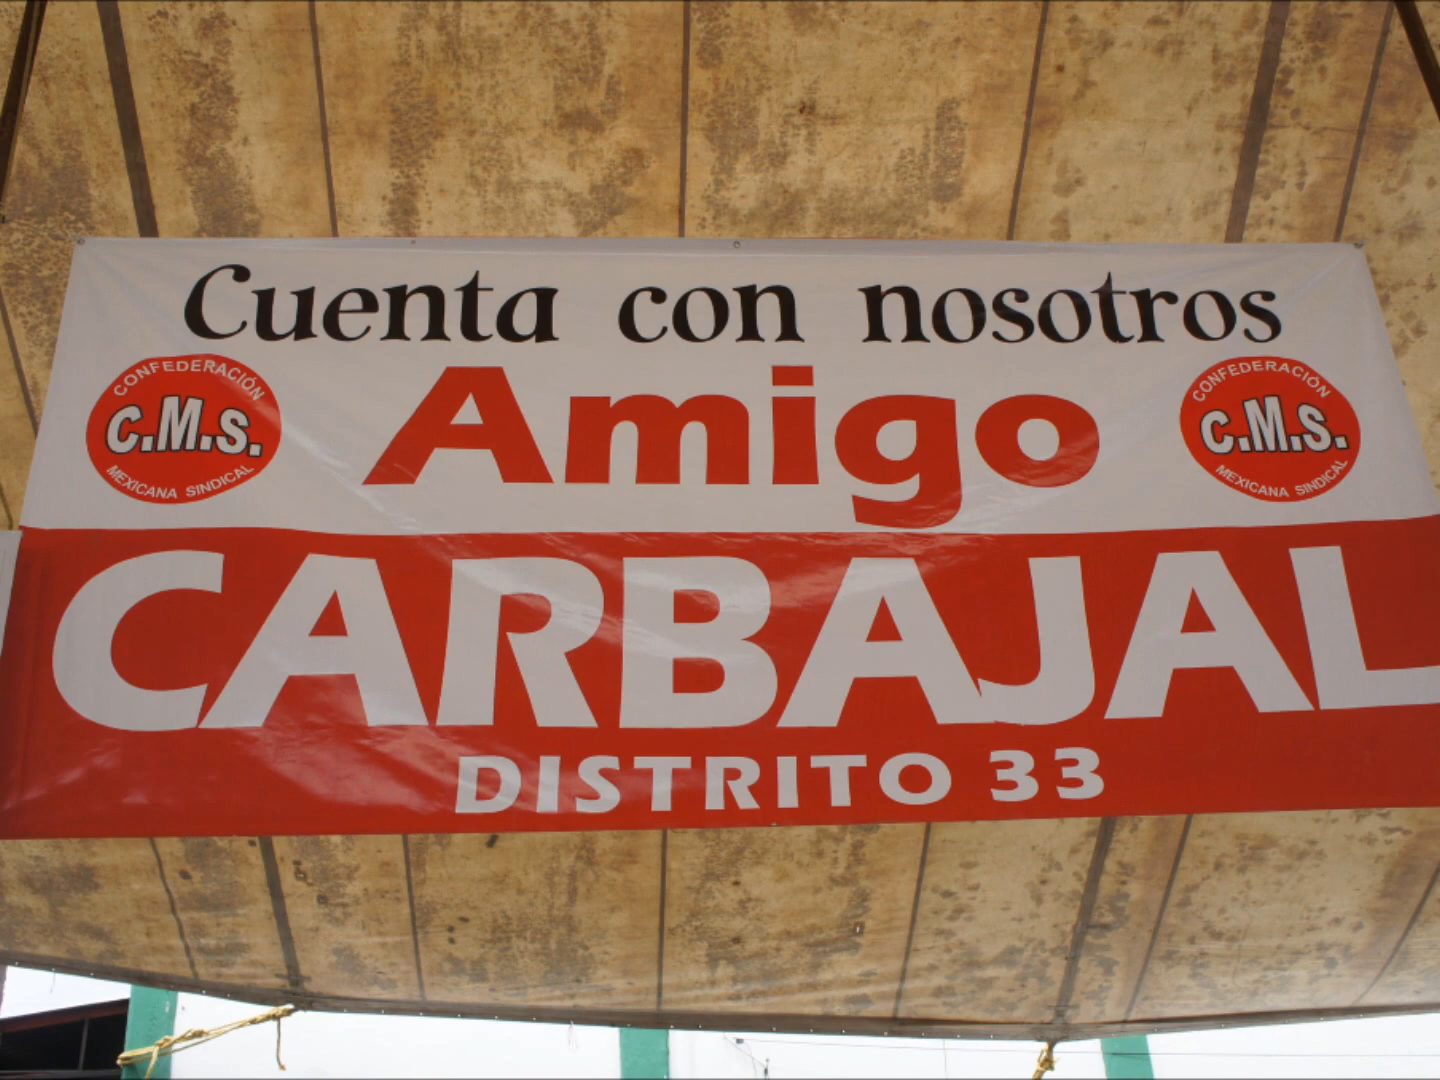 Cuenta con nosotros
CONFEDERACIÓN
C.M.S.
MEXICANA SINDICAL
Amigo
CONFEDERACIÓN
C.M.S.
MEXICANA SINDICAL
CARBAJAL
DISTRITO 33